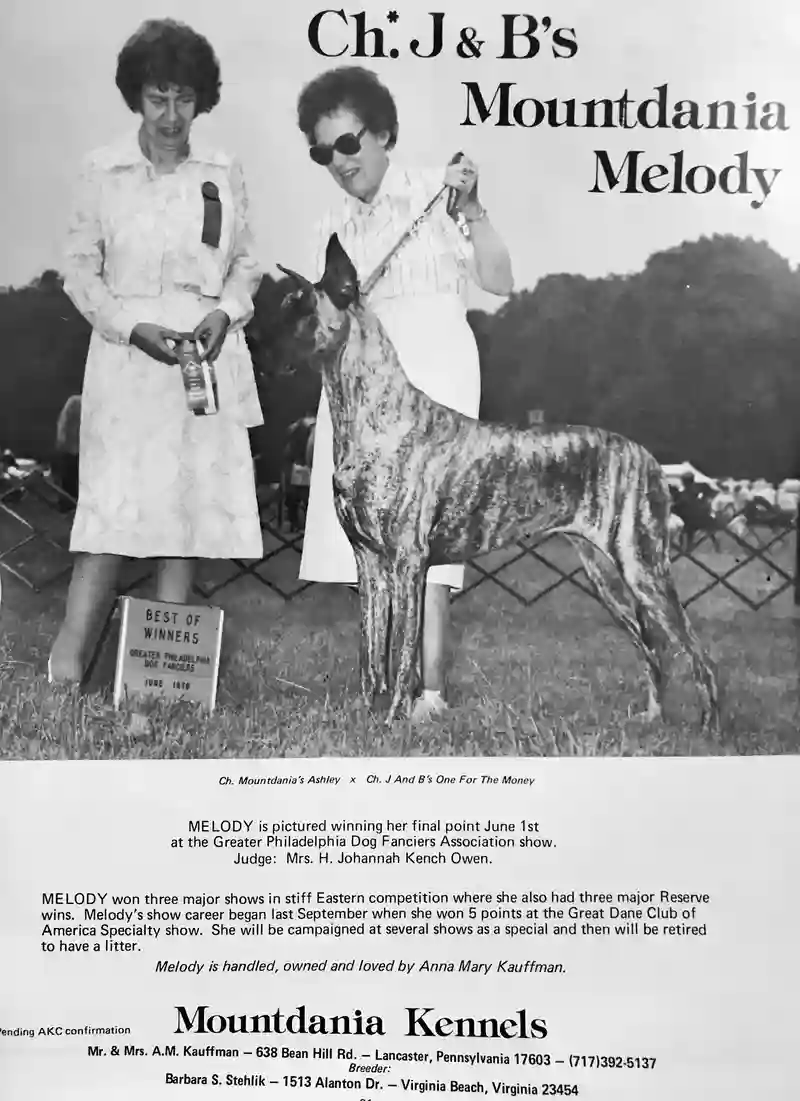 Ch.* J & B's
Mountdania
Melody
BEST OF
WINNERS
GREATER PHILADELPHIA
DOG FANCIERS
JUNE
Ch. Mountdania's Ashley x Ch. J And B's One For The Money
MELODY is pictured winning her final point June 1st
at the Greater Philadelphia Dog Fanciers Association show.
Judge: Mrs. H. Johannah Kench Owen.
MELODY won three major shows in stiff Eastern competition where she also had three major Reserve
wins. Melody's show career began last September when she won 5 points at the Great Dane Club of
America Specialty show. She will be campaigned at several shows as a special and then will be retired
to have a litter.
Melody is handled, owned and loved by Anna Mary Kauffman.
ending AKC confirmation
Mountdania Kennels
Mr. & Mrs. A.M. Kauffman – 638 Bean Hill Rd. – Lancaster, Pennsylvania 17603 – (717)392-5137
Breeder:
Barbara S. Stehlik – 1513 Alanton Dr. – Virginia Beach, Virginia 23454